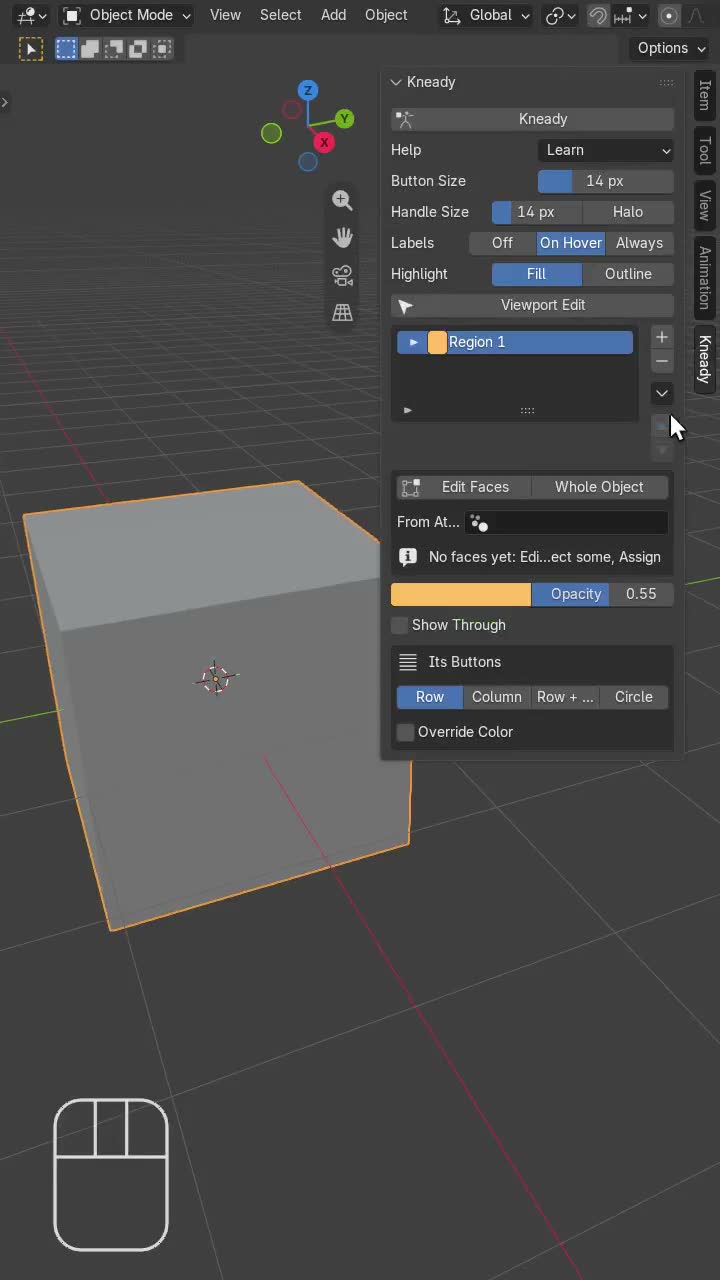 Object Mode View Select Add Object Global
Options
Kneady
Item
Tool
View
Animation
Kneady
Z
Y
X
Kneady
Help Learn
Button Size 14 px
Handle Size 14 px Halo
Labels Off On Hover Always
Highlight Fill Outline
Viewport Edit
Region 1
Edit Faces Whole Object
From At...
No faces yet: Edi...ect some, Assign
Opacity 0.55
Show Through
Its Buttons
Row Column Row + ... Circle
Override Color